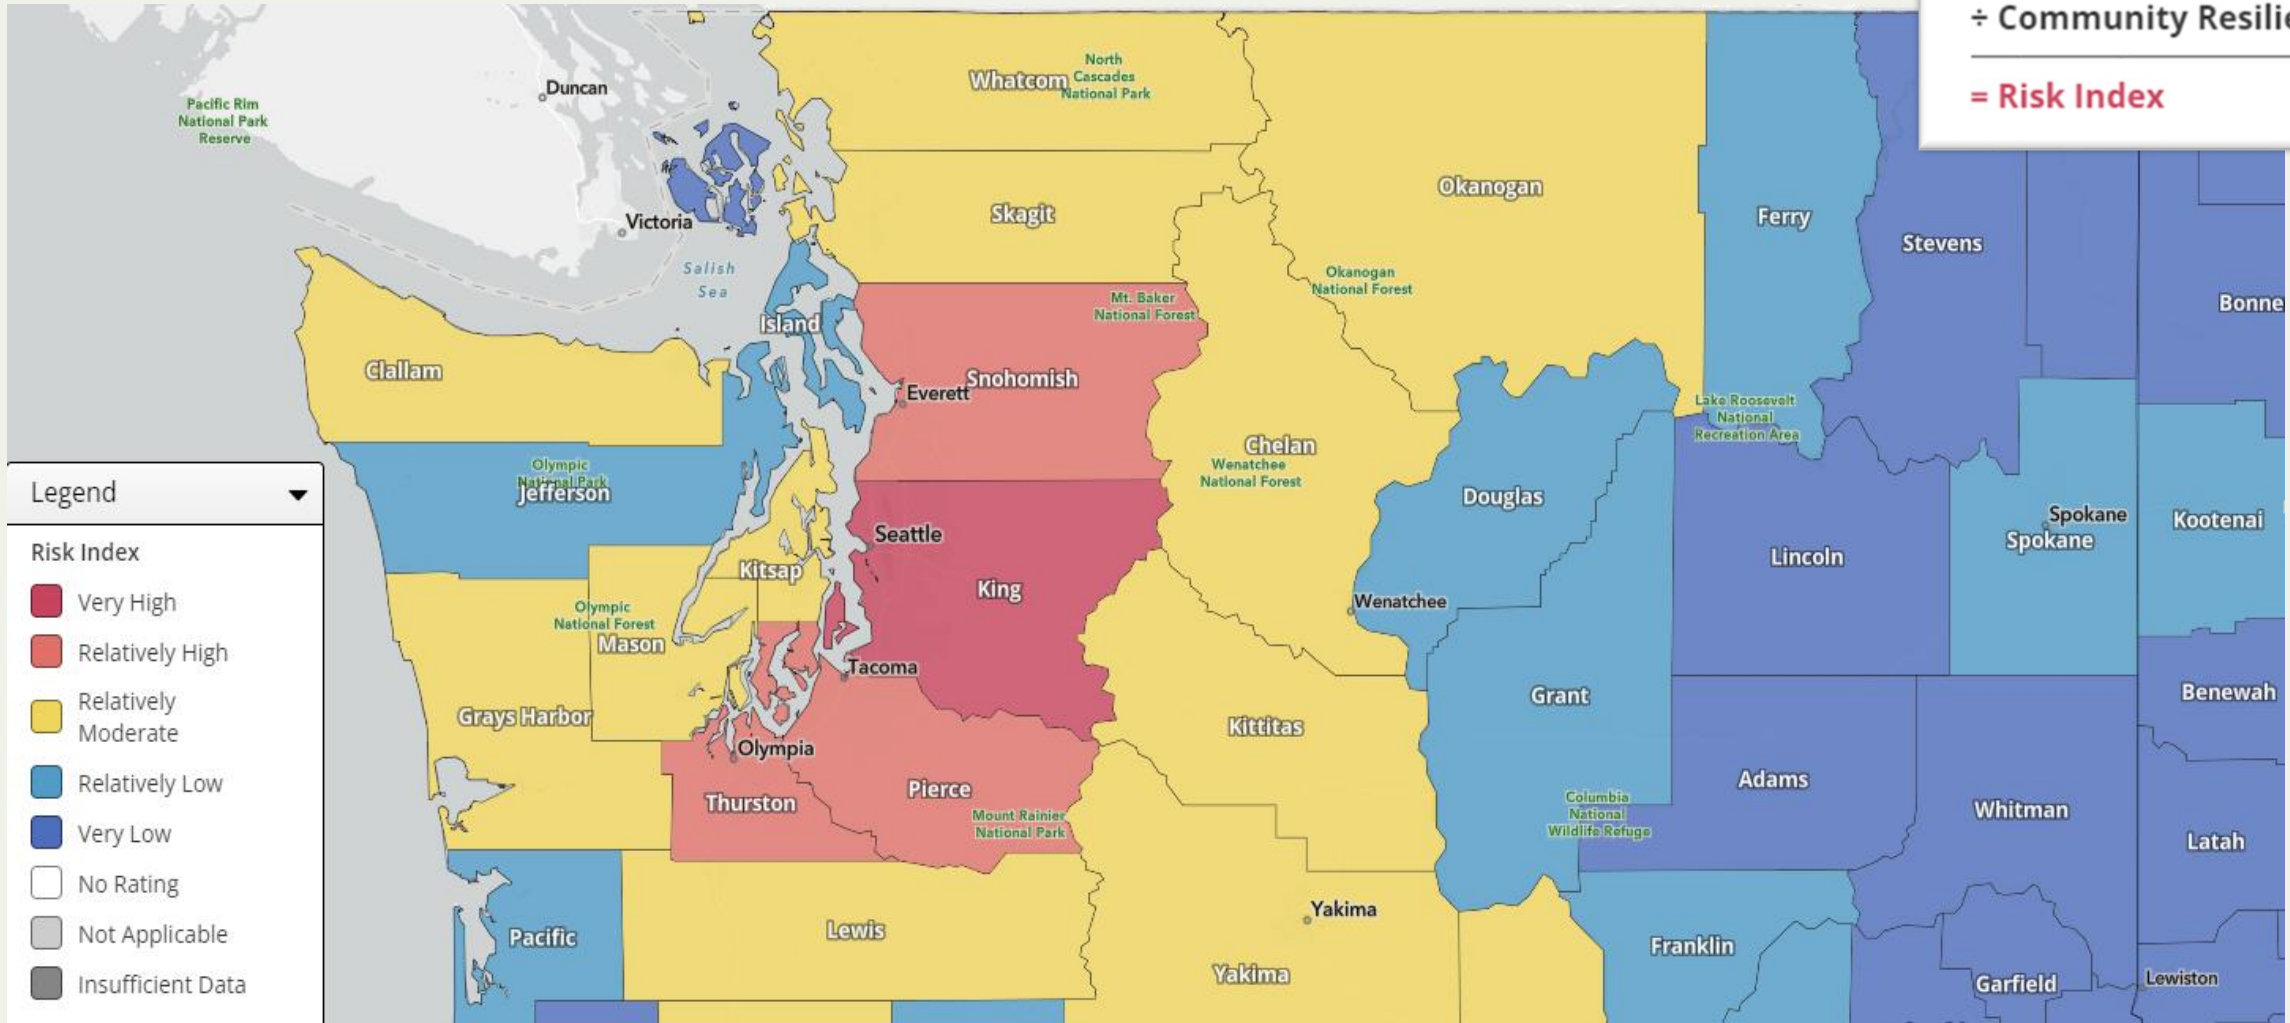 ÷ Community Resilie
= Risk Index
North
Cascades
National Park
Whatcom
Duncan
Pacific Rim
National Park
Reserve
Okanogan
Skagit
Ferry
Victoria
Stevens
Salish
Sea
Okanogan
National Forest
Mt. Baker
National Forest
Bonne
Island
Clallam
Snohomish
Everett
Lake Roosevelt
National
Recreation Area
Chelan
Wenatchee
National Forest
Olympic
National Park
Jefferson
Douglas
Spokane
Spokane
Kootenai
Seattle
Lincoln
Kitsap
King
Wenatchee
Olympic
National Forest
Mason
Tacoma
Benewah
Grant
Grays Harbor
Kittitas
Olympia
Adams
Pierce
Thurston
Columbia
National
Wildlife Refuge
Whitman
Mount Rainier
National Park
Latah
Yakima
Lewis
Pacific
Franklin
Yakima
Garfield
Lewiston
Legend
Risk Index
Very High
Relatively High
Relatively
Moderate
Relatively Low
Very Low
No Rating
Not Applicable
Insufficient Data